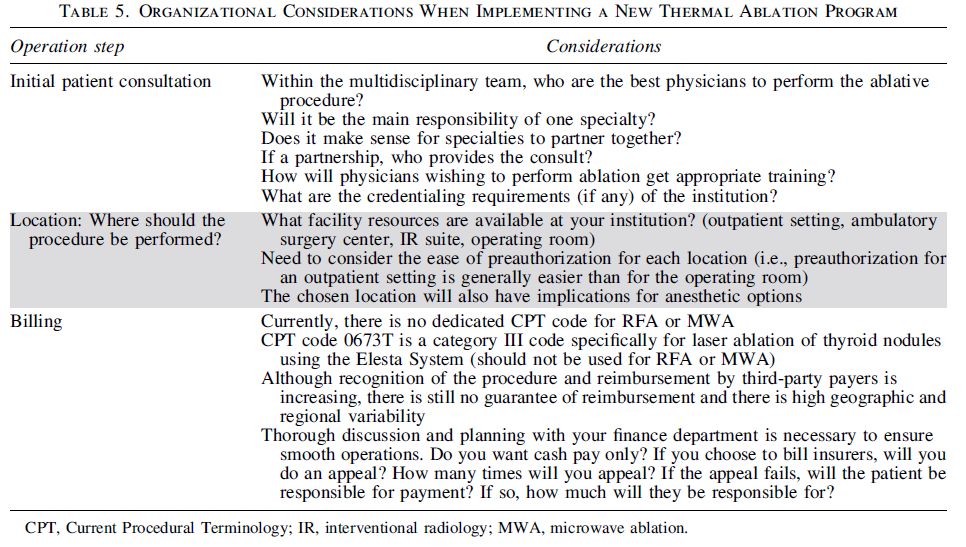 TABLE 5. ORGANIZATIONAL CONSIDERATIONS WHEN IMPLEMENTING A NEW THERMAL ABLATION PROGRAM
Operation step Considerations
Initial patient consultation Within the multidisciplinary team, who are the best physicians to perform the ablative
procedure?
Will it be the main responsibility of one specialty?
Does it make sense for specialties to partner together?
If a partnership, who provides the consult?
How will physicians wishing to perform ablation get appropriate training?
What are the credentialing requirements (if any) of the institution?
Location: Where should the What facility resources are available at your institution? (outpatient setting, ambulatory
procedure be performed? surgery center, IR suite, operating room)
Need to consider the ease of preauthorization for each location (i.e., preauthorization for
an outpatient setting is generally easier than for the operating room)
The chosen location will also have implications for anesthetic options
Billing Currently, there is no dedicated CPT code for RFA or MWA
CPT code 0673T is a category III code specifically for laser ablation of thyroid nodules
using the Elesta System (should not be used for RFA or MWA)
Although recognition of the procedure and reimbursement by third-party payers is
increasing, there is still no guarantee of reimbursement and there is high geographic and
regional variability
Thorough discussion and planning with your finance department is necessary to ensure
smooth operations. Do you want cash pay only? If you choose to bill insurers, will you
do an appeal? How many times will you appeal? If the appeal fails, will the patient be
responsible for payment? If so, how much will they be responsible for?
CPT, Current Procedural Terminology; IR, interventional radiology; MWA, microwave ablation.